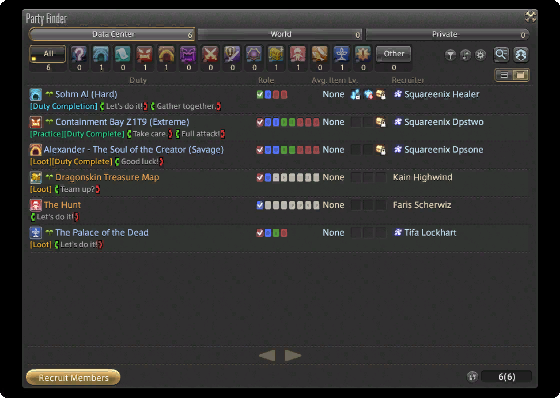 Party Finder
Data Center 6 World 0 Private 0
All Other
6 0 1 0 1 1 0 0 0 0 1 1 0 1 0 0
Duty Role Avg. Item Lv. Recruiter
Sohm Al (Hard) None Squareenix Healer
[Duty Completion] Let's do it! Gather together.
Containment Bay Z1T9 (Extreme) None Squareenix Dpstwo
[Practice][Duty Complete] Take care. Full attack!
Alexander - The Soul of the Creator (Savage) None Squareenix Dpsone
[Loot][Duty Complete] Good luck!
Dragonskin Treasure Map None Kain Highwind
[Loot] Team up?
The Hunt None Faris Scherwiz
Let's do it!
The Palace of the Dead None Tifa Lockhart
[Loot] Let's do it!
Recruit Members 6(6)